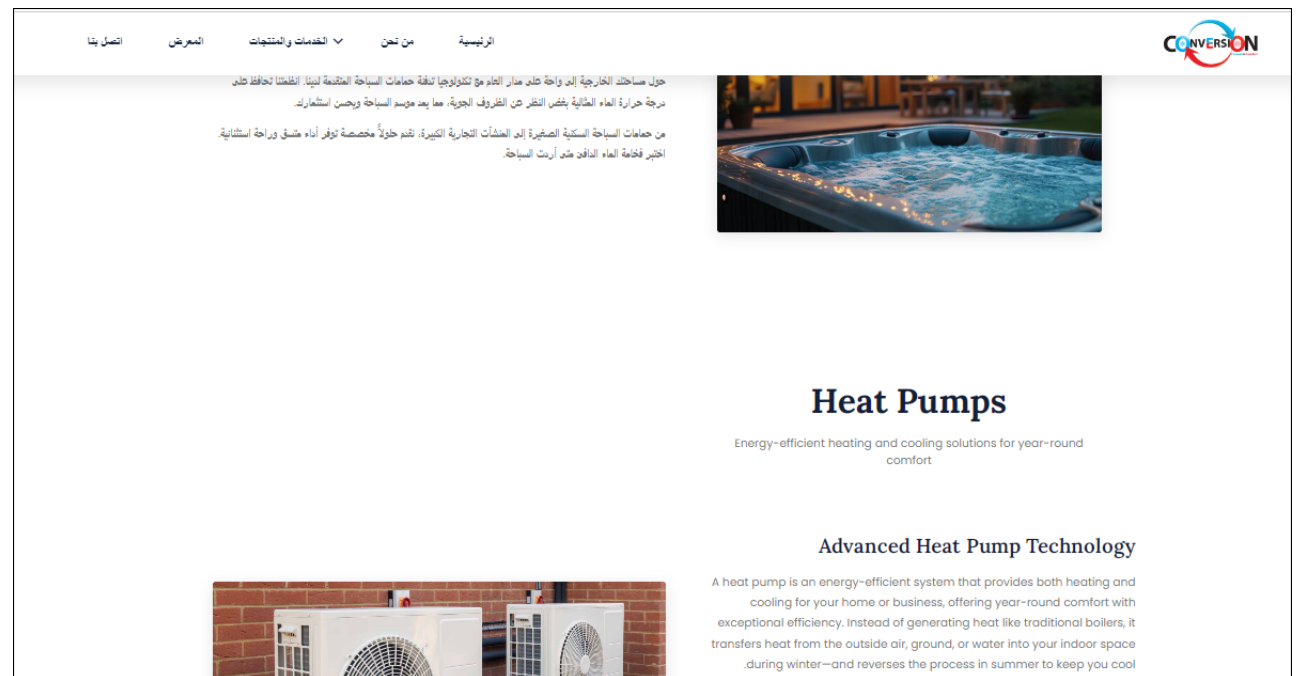 CONVERSION
الرئيسية
من نحن
الخدمات والمنتجات
المعرض
اتصل بنا
حول مساحتك الخارجية إلى واحة على مدار العام مع تكنولوجيا تدفئة حمامات السباحة المتقدمة لدينا. أنظمتنا تحافظ على
درجة حرارة الماء المثالية بغض النظر عن الظروف الجوية، مما يمد موسم السباحة ويحسن استثمارك.
من حمامات السباحة السكنية الصغيرة إلى المنشآت التجارية الكبيرة، نقدم حلولاً مخصصة توفر أداء متسق وراحة استثنائية.
اختبر فخامة الماء الدافئ متى أردت السباحة.
Heat Pumps
Energy-efficient heating and cooling solutions for year-round
comfort
Advanced Heat Pump Technology
A heat pump is an energy-efficient system that provides both heating and
cooling for your home or business, offering year-round comfort with
exceptional efficiency. Instead of generating heat like traditional boilers, it
transfers heat from the outside air, ground, or water into your indoor space
.during winter—and reverses the process in summer to keep you cool